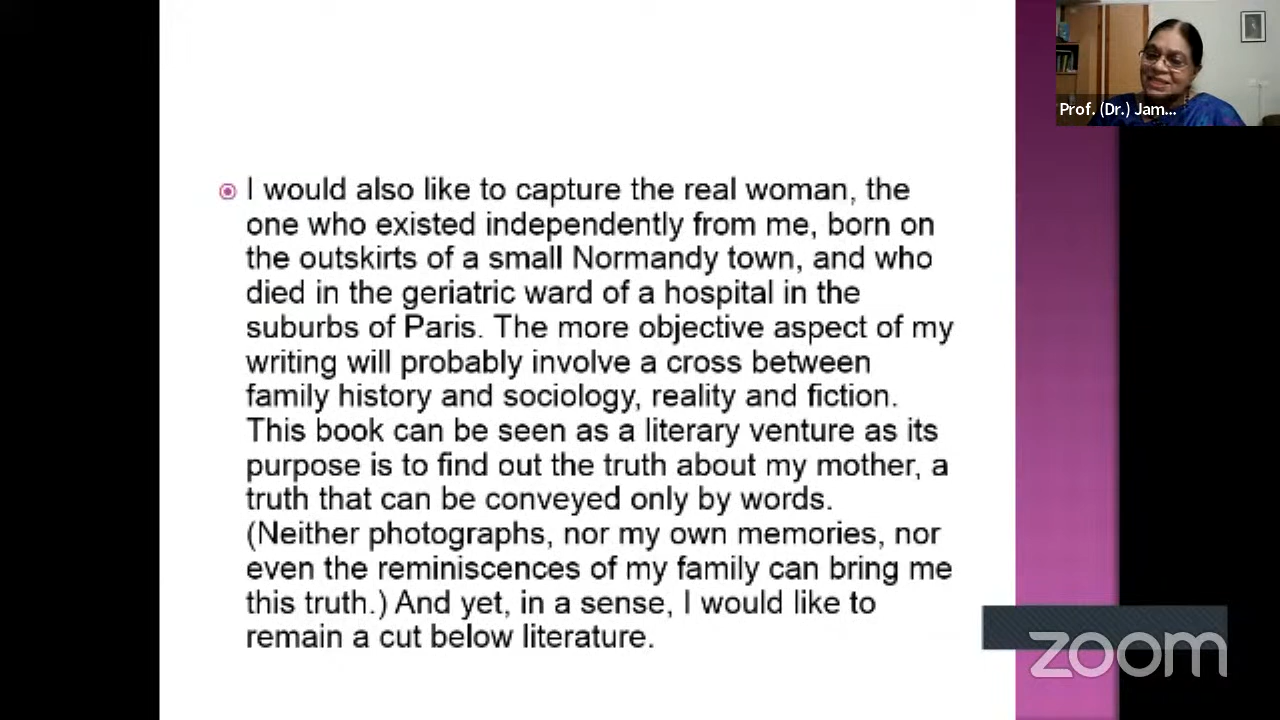 Prof. (Dr.) Jam...
I would also like to capture the real woman, the
one who existed independently from me, born on
the outskirts of a small Normandy town, and who
died in the geriatric ward of a hospital in the
suburbs of Paris. The more objective aspect of my
writing will probably involve a cross between
family history and sociology, reality and fiction.
This book can be seen as a literary venture as its
purpose is to find out the truth about my mother, a
truth that can be conveyed only by words.
(Neither photographs, nor my own memories, nor
even the reminiscences of my family can bring me
this truth.) And yet, in a sense, I would like to
remain a cut below literature.
zoom